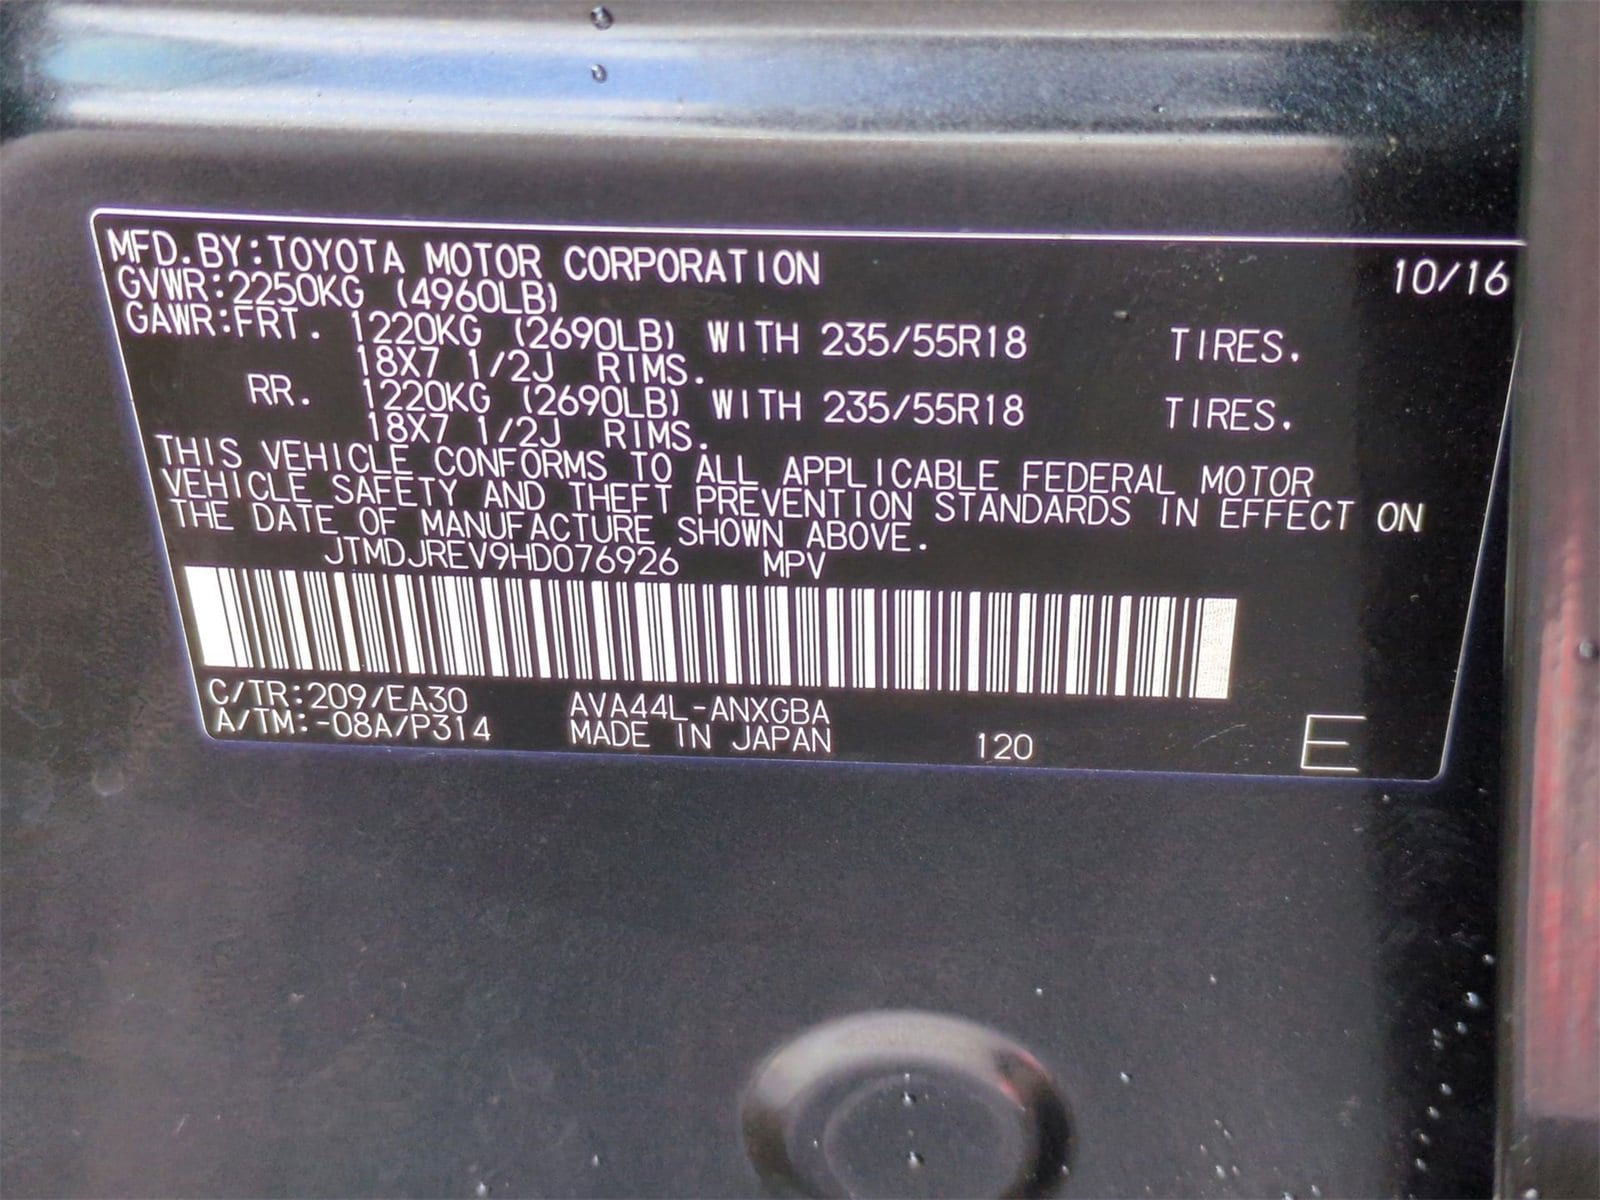 MFD.BY:TOYOTA MOTOR CORPORATION 10/16
GVWR:2250KG (4960LB)
GAWR:FRT. 1220KG (2690LB) WITH 235/55R18 TIRES.
18X7 1/2J RIMS.
RR. 1220KG (2690LB) WITH 235/55R18 TIRES.
18X7 1/2J RIMS.
THIS VEHICLE CONFORMS TO ALL APPLICABLE FEDERAL MOTOR
VEHICLE SAFETY AND THEFT PREVENTION STANDARDS IN EFFECT ON
THE DATE OF MANUFACTURE SHOWN ABOVE.
JTMDJREV9HD076926 MPV
C/TR:209/EA30 AVA44L-ANXGBA
A/TM:-08A/P314 MADE IN JAPAN 120 E